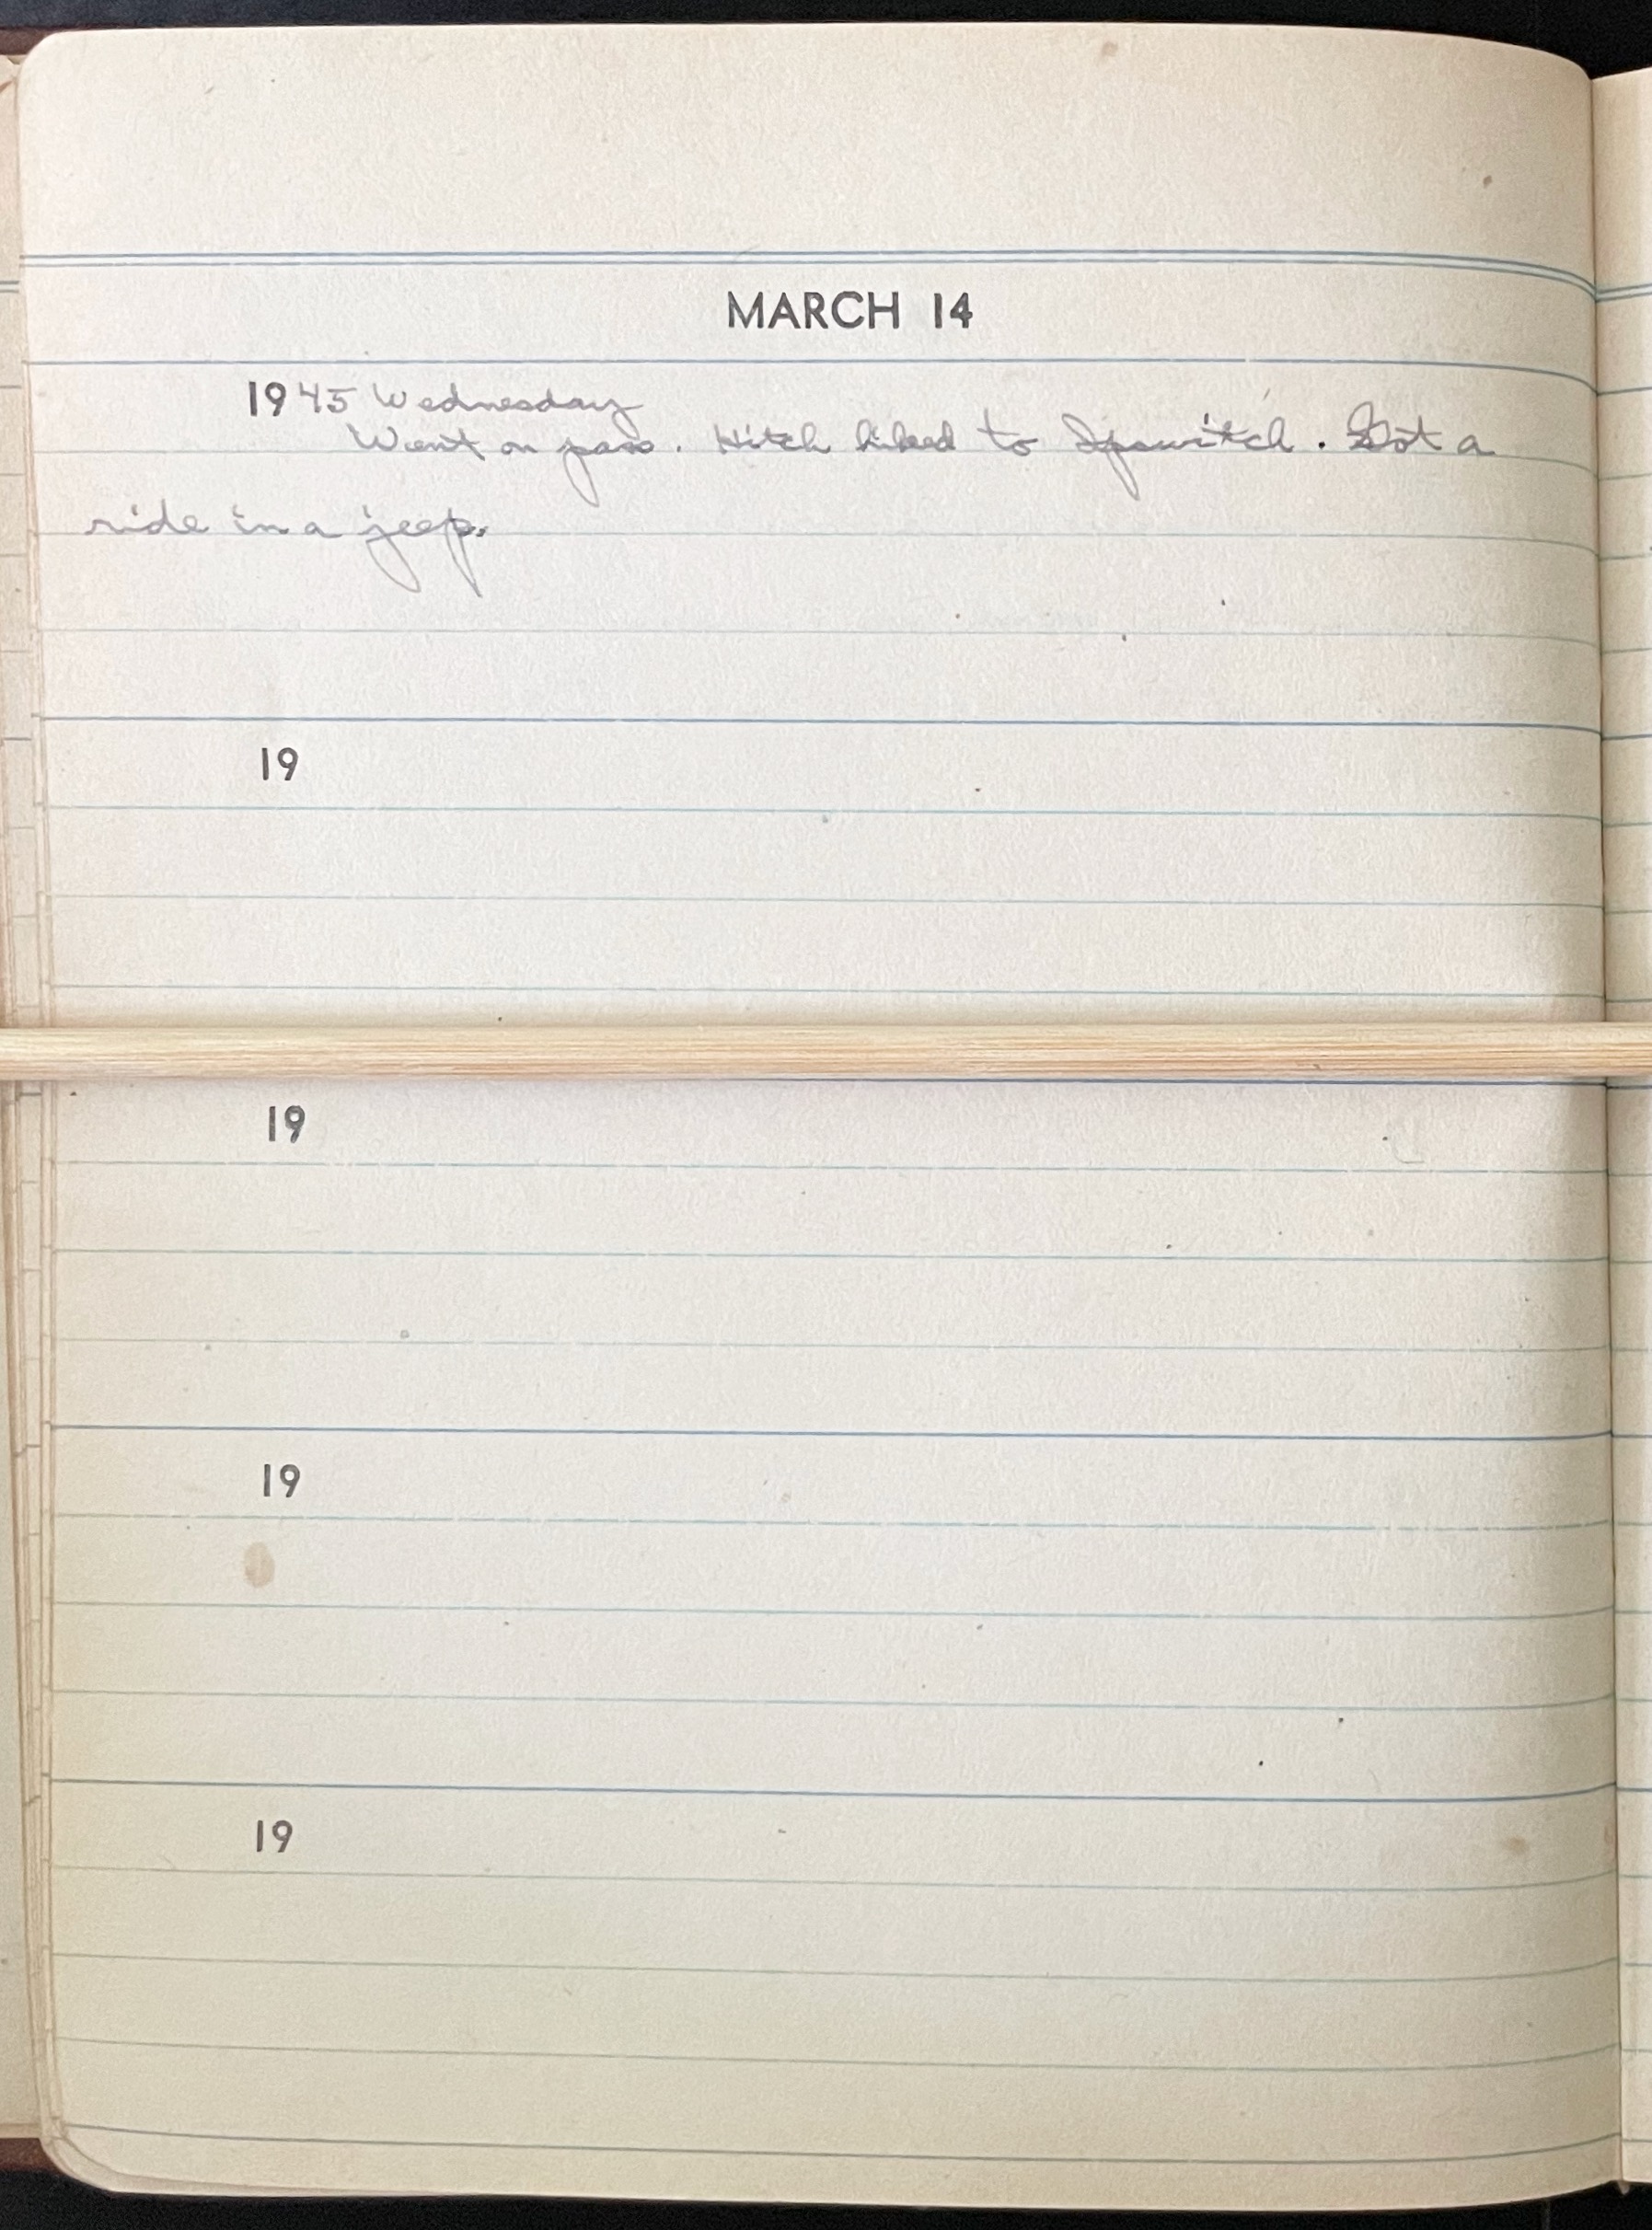 MARCH 14
1945 Wednesday
Went on pass. Hitch hiked to Ipswitch. Got a
ride in a jeep.
19
19
19
19